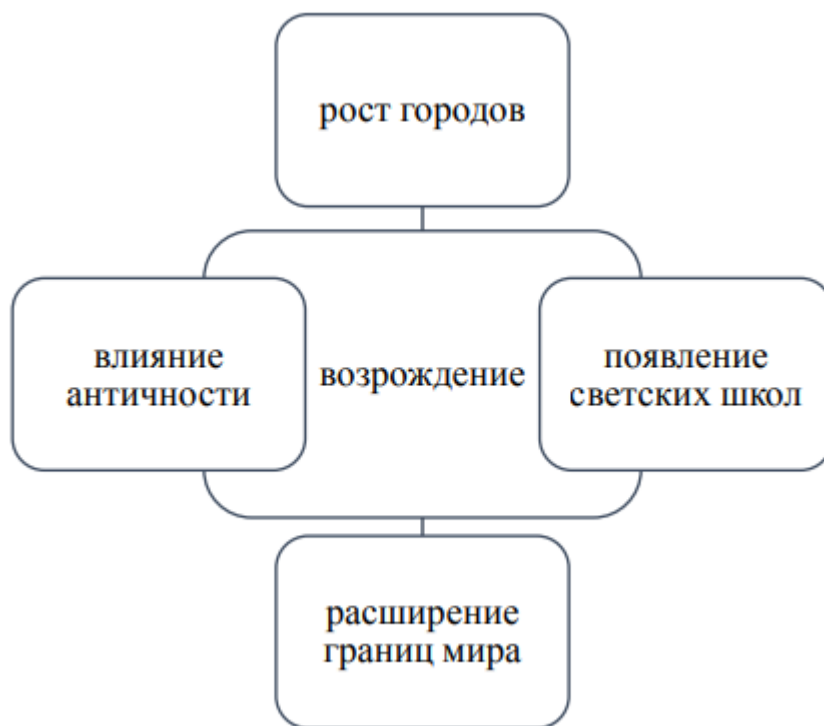 рост городов
влияние
античности
возрождение
появление
светских школ
расширение
границ мира